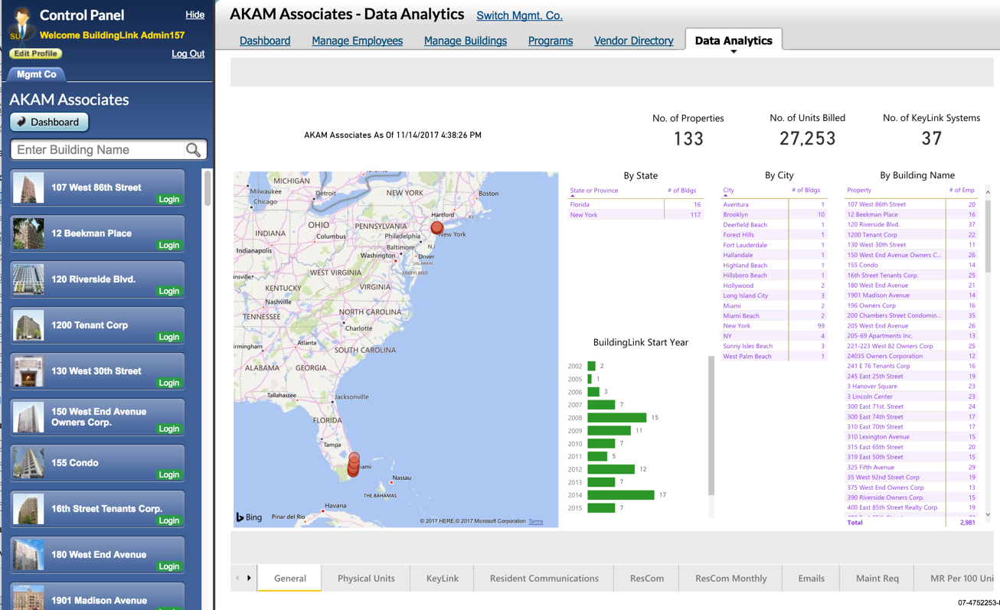 Control Panel
Hide
SU
Welcome BuildingLink Admin157
Edit Profile
Log Out
Mgmt Co
AKAM Associates
Dashboard
Enter Building Name
107 West 86th Street
Login
12 Beekman Place
Login
120 Riverside Blvd.
Login
1200 Tenant Corp
Login
130 West 30th Street
Login
150 West End Avenue
Owners Corp.
Login
155 Condo
Login
16th Street Tenants Corp.
Login
180 West End Avenue
Login
1901 Madison Avenue
AKAM Associates - Data Analytics Switch Mgmt. Co.
Dashboard Manage Employees Manage Buildings Programs Vendor Directory Data Analytics
AKAM Associates As Of 11/14/2017 4:38:26 PM
No. of Properties
133
No. of Units Billed
27,253
No. of KeyLink Systems
37
MICHIGAN
Milwaukee
Detroit
Chicago
NEW YORK
Boston
Hartford
R.I.
OHIO
PENNSYLVANIA
New York
INDIANA
Columbus
Philadelphia
Indianapolis
Baltimore
NJ
Washington
Dover
DELAWARE
MARYLAND
WEST VIRGINIA
nsville
KENTUCKY
VIRGINIA
Nashville
TENNESSEE
NORTH CAROLINA
Charlotte
irmingham
Atlanta
SOUTH CAROLINA
ALABAMA
GEORGIA
Tallahassee
Jacksonville
FLORIDA
Tampa
iami
Nassau
THE BAHAMAS
Havana
Pinar del Rio
Bing
© 2017 HERE,© 2017 Microsoft Corporation Terms
By State
State or Province # of Bldgs
Florida 16
New York 117
BuildingLink Start Year
2002 2
2005 1
2006 3
2007 7
2008 15
2009 11
2010 7
2011 5
2012 12
2013 7
2014 17
2015 7
By City
City # of Bldgs
Aventura 1
Brooklyn 10
Deerfield Beach 1
Forest Hills 1
Fort Lauderdale 1
Hallandale 1
Highland Beach 1
Hillsboro Beach 1
Hollywood 2
Long Island City 3
Miami 2
Miami Beach 2
New York 99
NY 4
Sunny Isles Beach 3
West Palm Beach 1
By Building Name
Property # of Emp
107 West 86th Street 20
12 Beekman Place 16
120 Riverside Blvd. 37
1200 Tenant Corp 22
130 West 30th Street 11
150 West End Avenue Owners C... 26
155 Condo 14
16th Street Tenants Corp. 25
180 West End Avenue 21
1901 Madison Avenue 14
196 Owners Corp 16
200 Chambers Street Condomin... 35
205 West End Avenue 26
205-69 Apartments Inc. 13
221-223 West 82 Owners Corp 25
24035 Owners Corporation 12
241 E 76 Tenants Corp 16
245 East 25th Street 19
3 Hanover Square 23
3 Lincoln Center 23
300 East 71st. Street 24
300 East 74th Street 17
310 East 70th Street 17
310 Lexington Avenue 15
315 East 65th Street 20
319 East 50th Street 15
325 Fifth Avenue 29
35 West 92nd Street Corp 19
375 West End Owners Corp 13
390 Riverside Owners Corp. 15
400 East 85th Street Realty Corp. 19
Total 2,981
General Physical Units KeyLink Resident Communications ResCom ResCom Monthly Emails Maint Req MR Per 100 Uni
07-4752253-